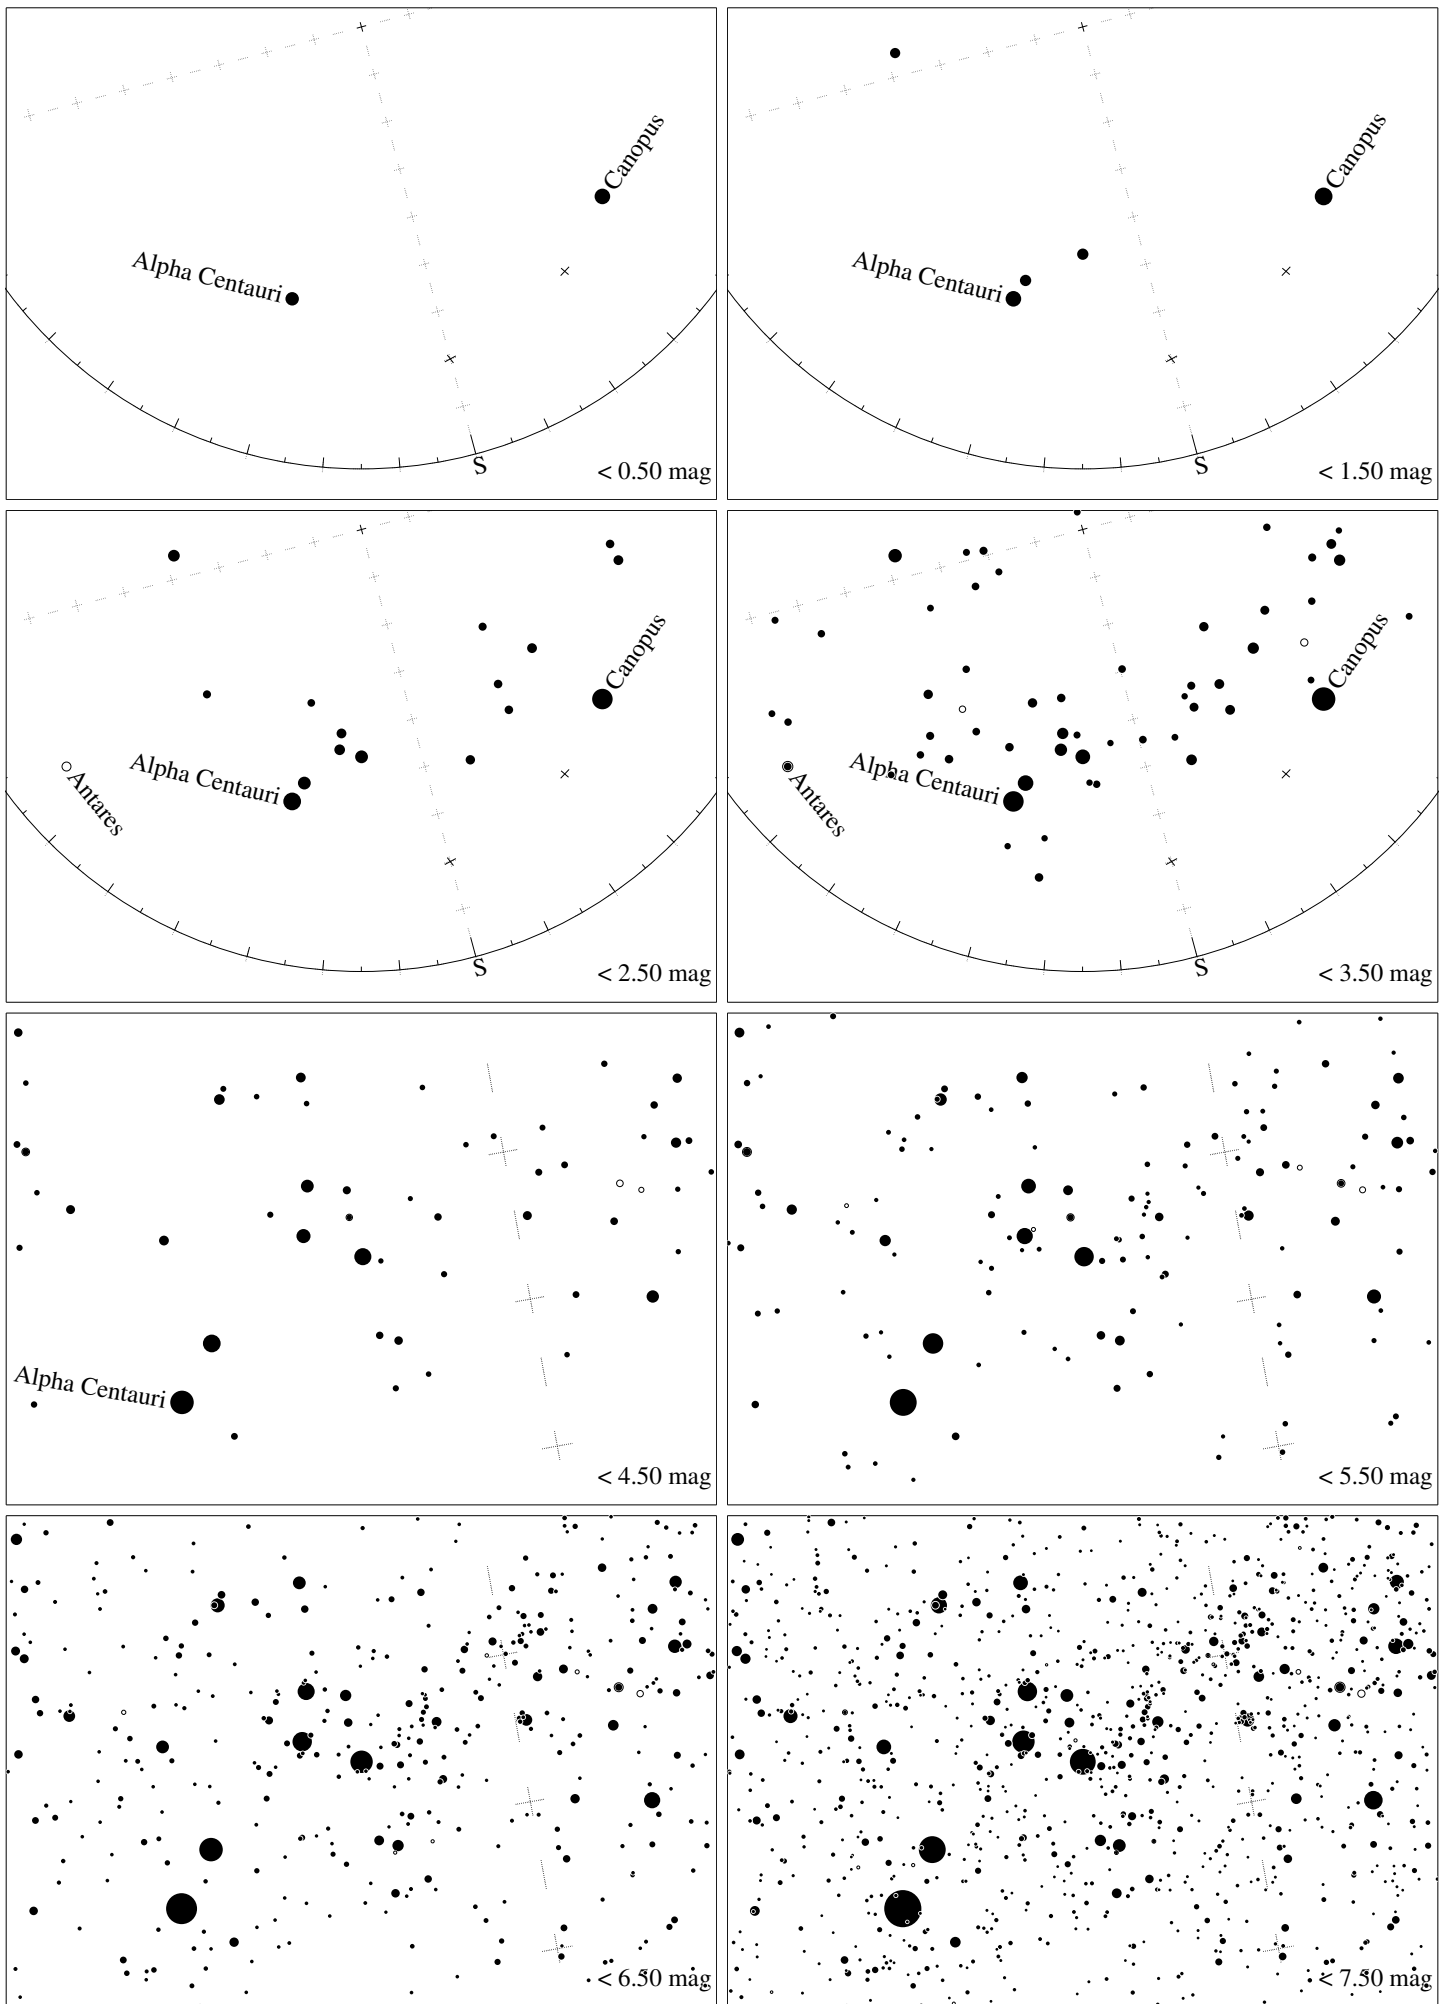 Canopus
Alpha Centauri
S
< 0.50 mag
Canopus
Alpha Centauri
S
< 1.50 mag
Canopus
Alpha Centauri
Antares
S
< 2.50 mag
Canopus
Alpha Centauri
Antares
S
< 3.50 mag
Alpha Centauri
< 4.50 mag
< 5.50 mag
< 6.50 mag
< 7.50 mag